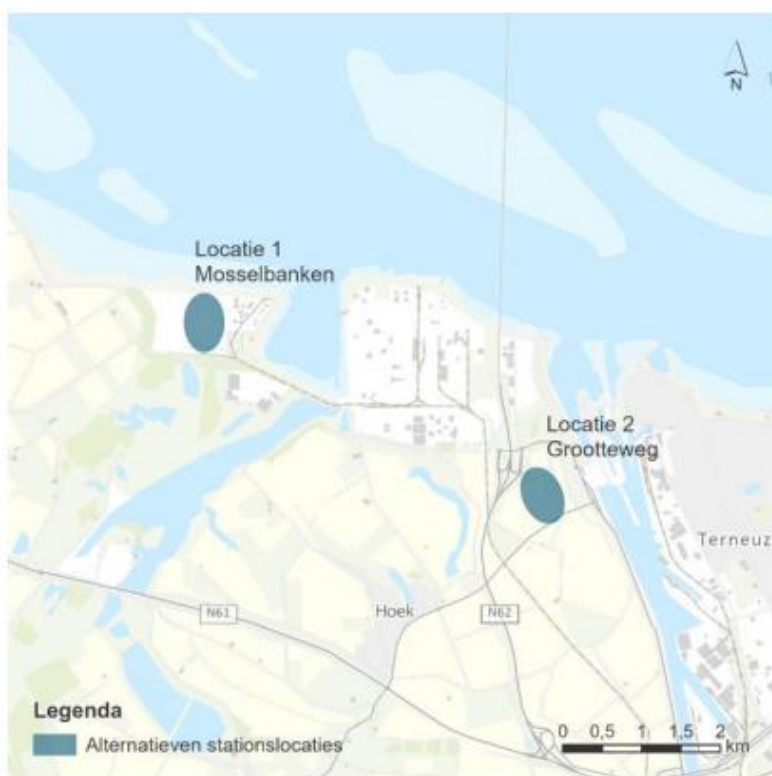 N
Locatie 1
Mosselbanken
Locatie 2
Grootteweg
Terneuz
Hoek
N61
N62
Legenda
Alternatieven stationslocaties
0 0,5 1 1,5 2
km